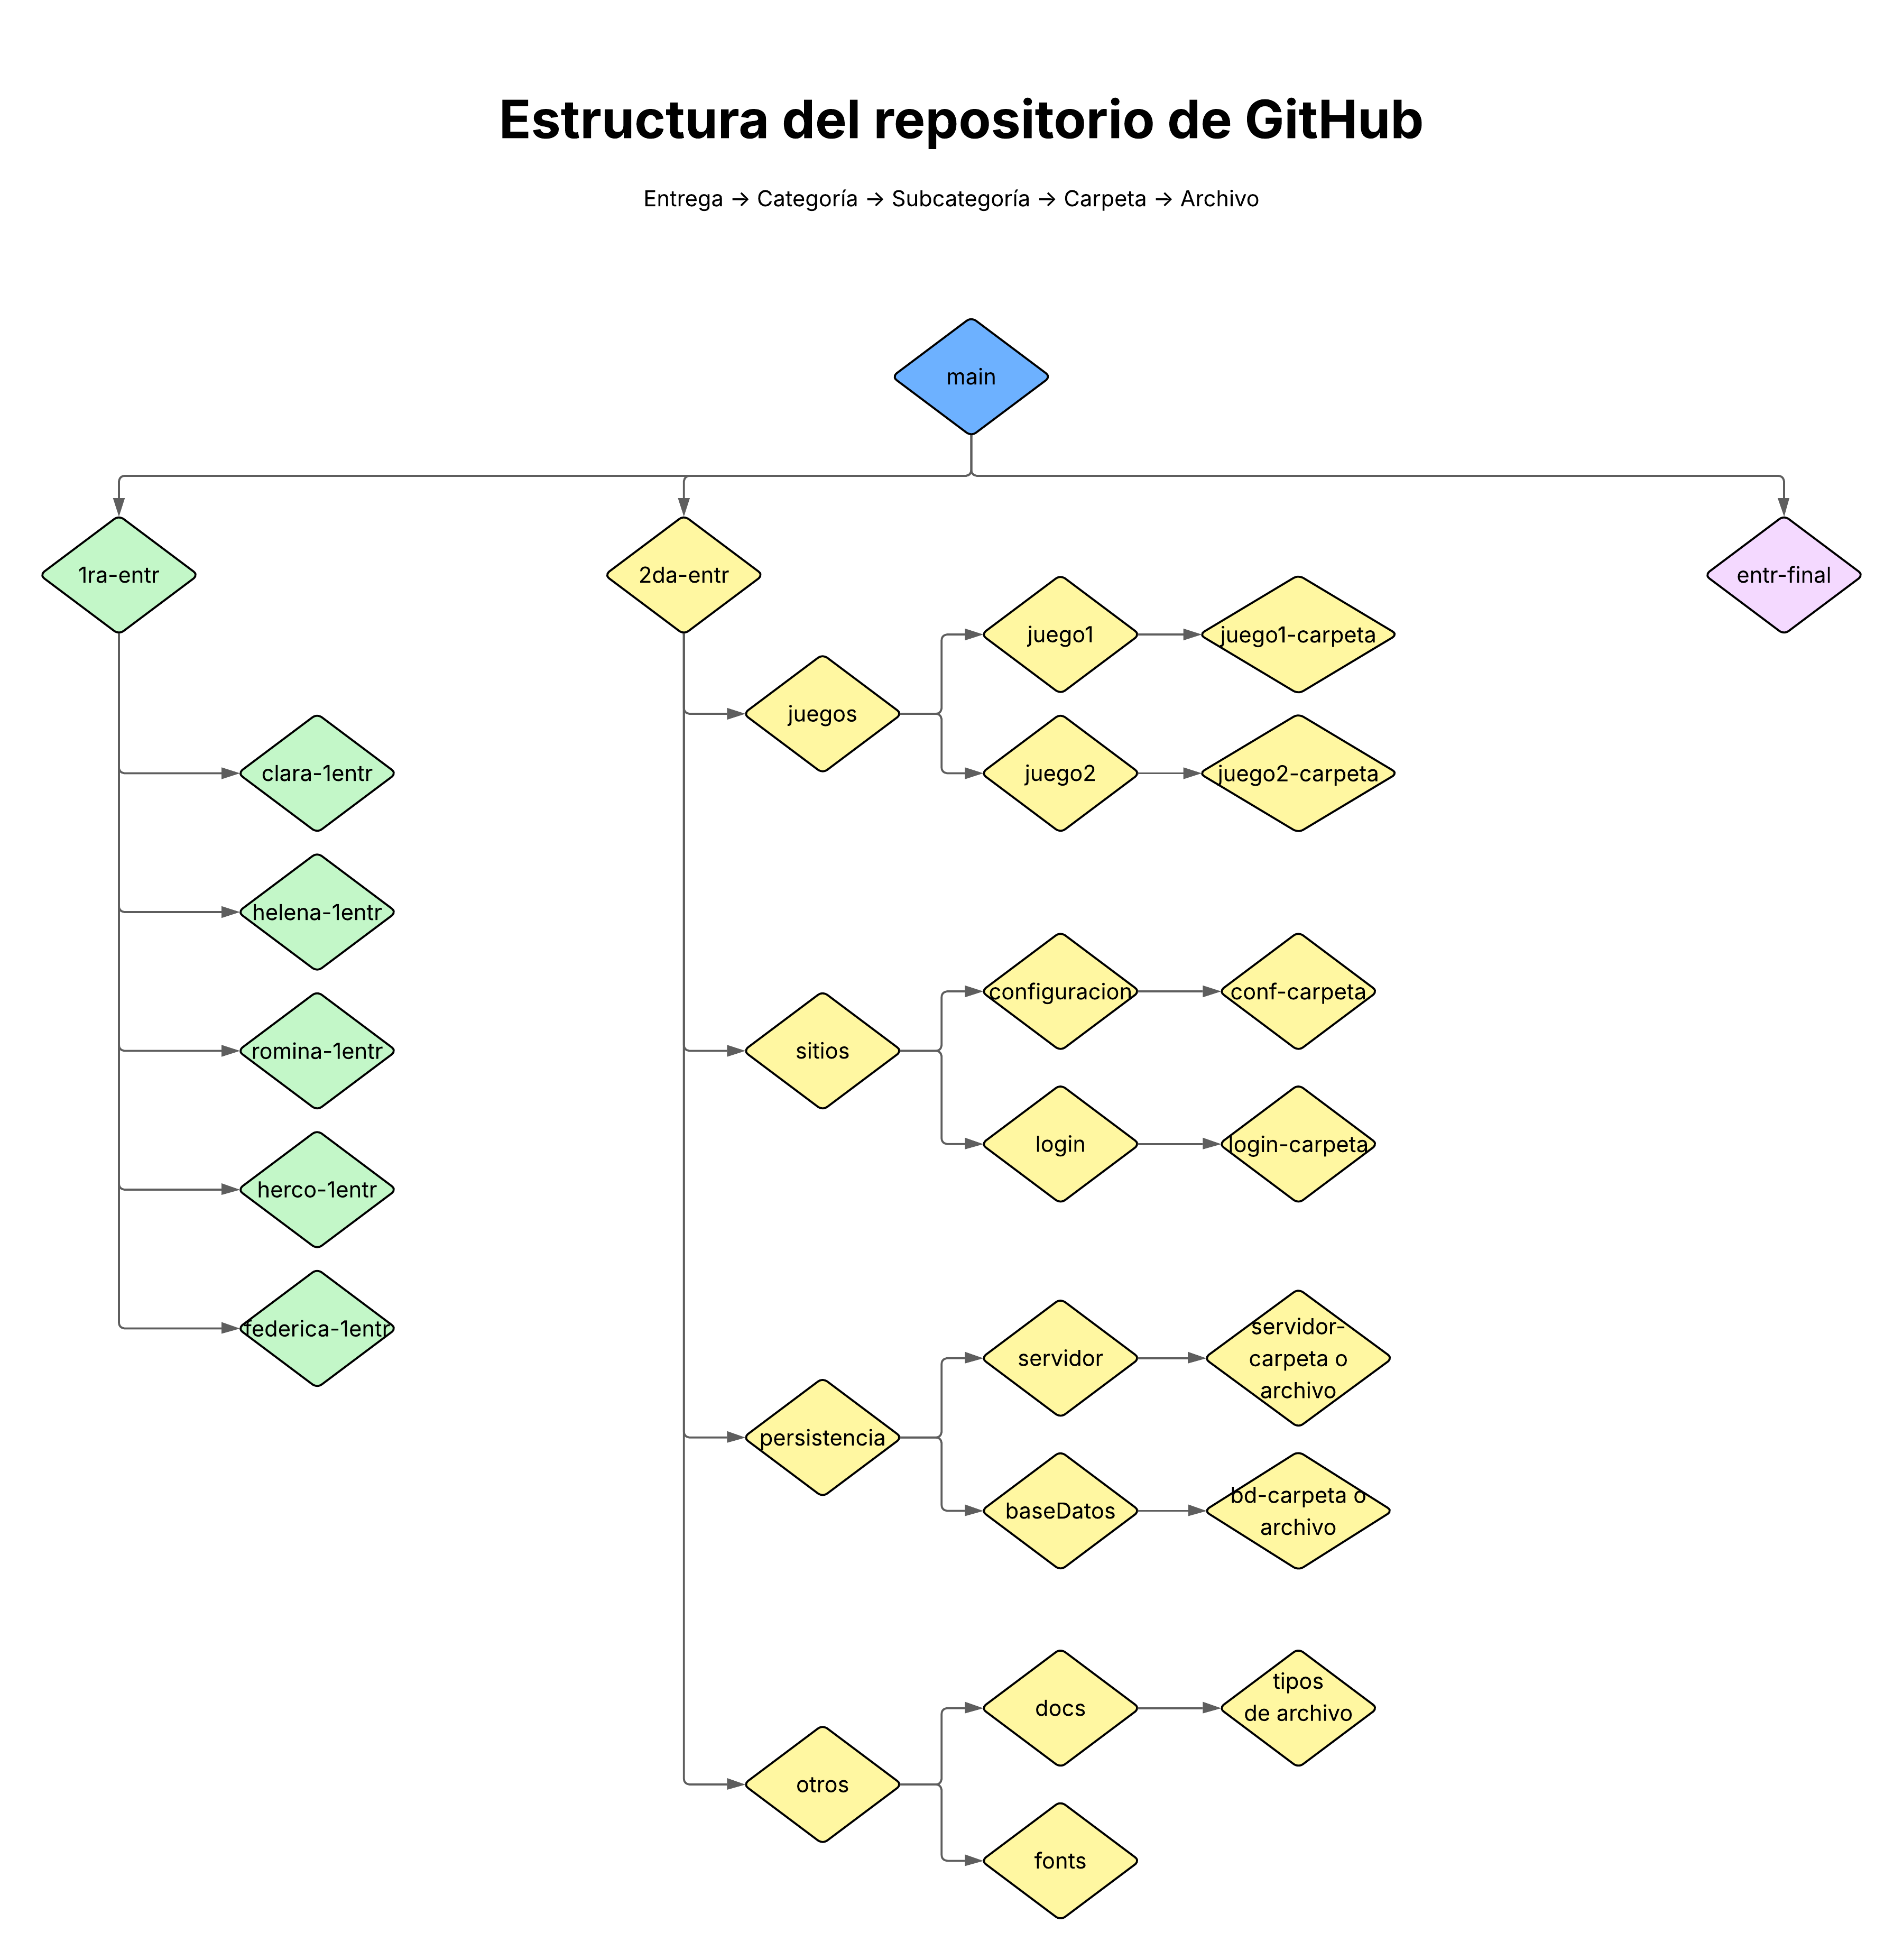 Estructura del repositorio de GitHub
Entrega → Categoría → Subcategoría → Carpeta → Archivo
main
1ra-entr
2da-entr
entr-final
clara-1entr
helena-1entr
romina-1entr
herco-1entr
federica-1entr
juegos
juego1
juego1-carpeta
juego2
juego2-carpeta
sitios
configuracion
conf-carpeta
login
login-carpeta
persistencia
servidor
servidor-
carpeta o
archivo
baseDatos
bd-carpeta o
archivo
otros
docs
tipos
de archivo
fonts